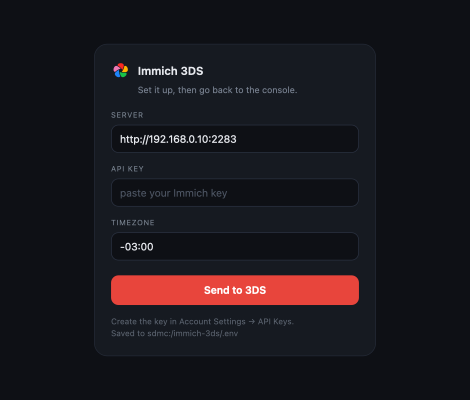 Immich 3DS
Set it up, then go back to the console.
SERVER
http://192.168.0.10:2283
API KEY
paste your Immich key
TIMEZONE
-03:00
Send to 3DS
Create the key in Account Settings → API Keys.
Saved to sdmc:/immich-3ds/.env